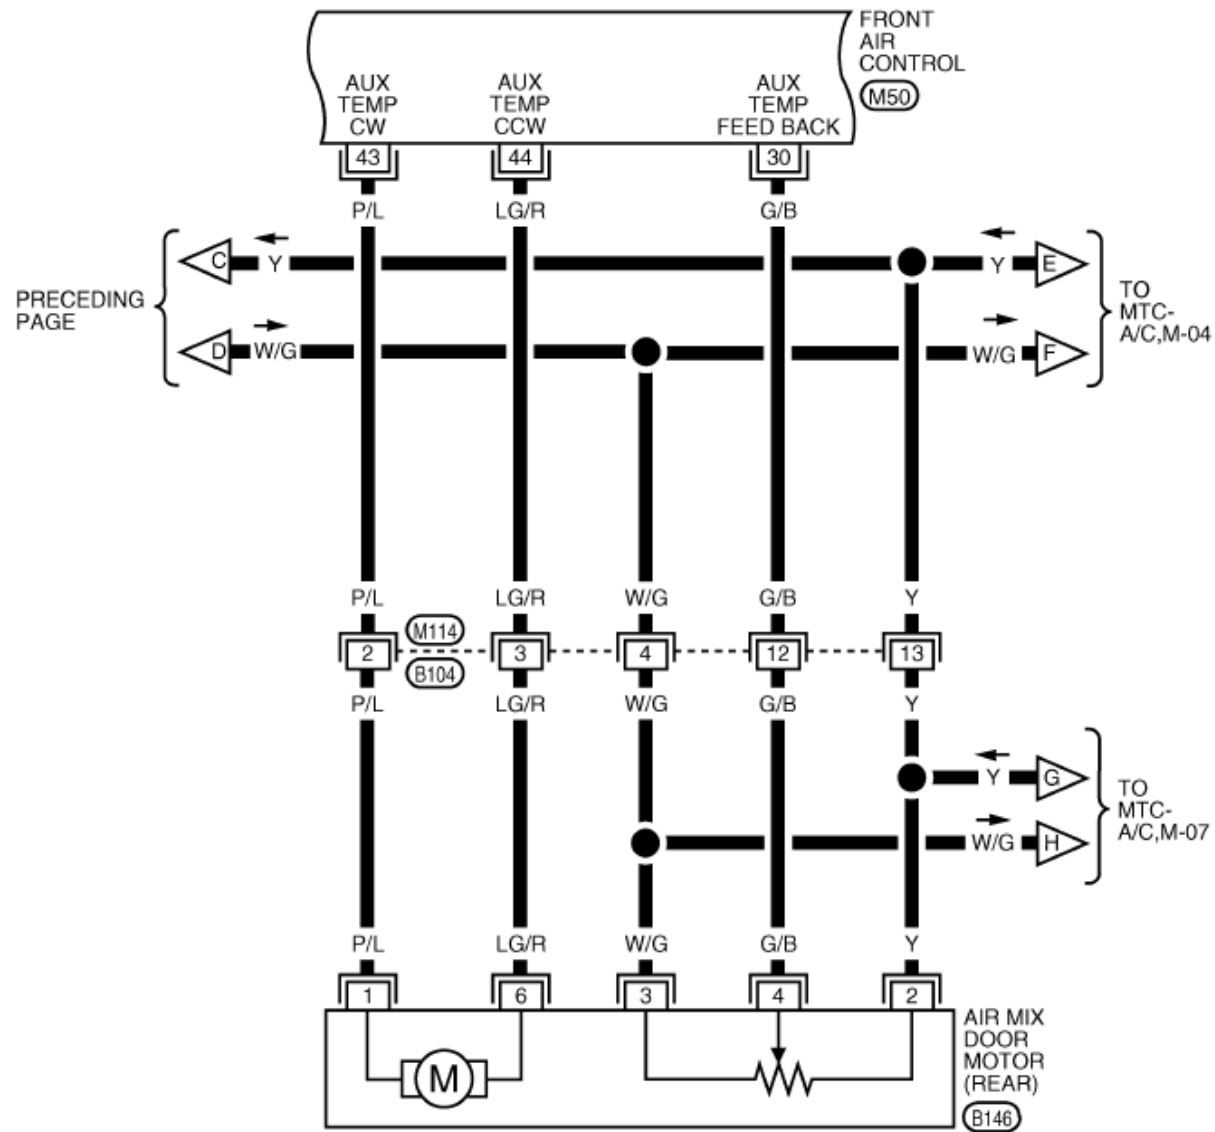 FRONT
AIR
CONTROL
M50
AUX
TEMP
CW
AUX
TEMP
CCW
AUX
TEMP
FEED BACK
43 44 30
P/L LG/R G/B
PRECEDING
PAGE
C Y Y E
D W/G W/G F
TO
MTC-
A/C,M-04
P/L LG/R W/G G/B Y
M114
2 3 4 12 13
B104
P/L LG/R W/G G/B Y
Y G
W/G H
TO
MTC-
A/C,M-07
P/L LG/R W/G G/B Y
1 6 3 4 2
M
AIR MIX
DOOR
MOTOR
(REAR)
B146